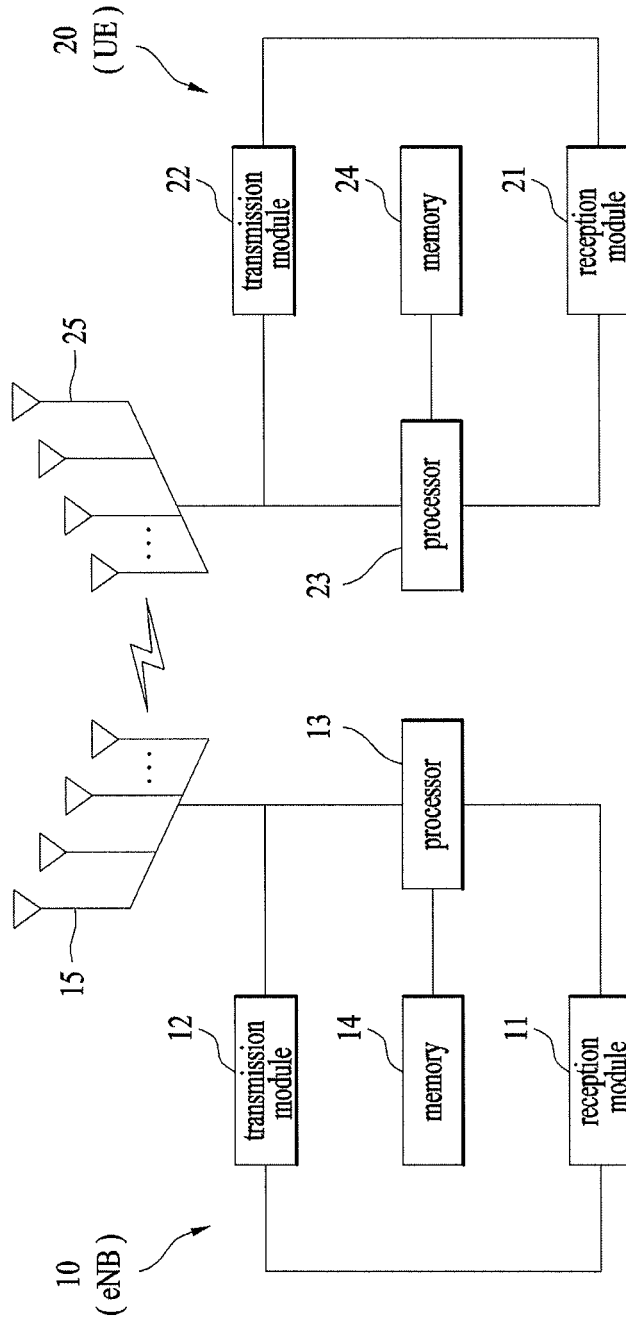 10
( eNB )
15
12
transmission
module
14
memory
11
reception
module
13
processor
...
20
( UE )
25
...
22
transmission
module
24
memory
21
reception
module
23
processor